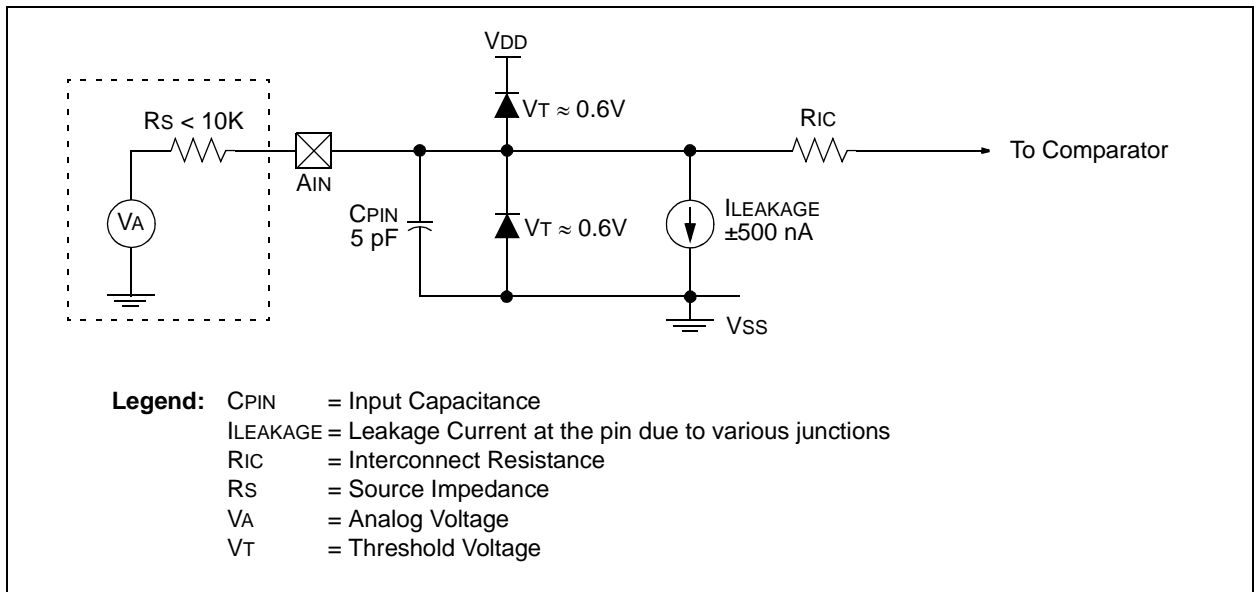 VDD
VT ≈ 0.6V
RIC
RS < 10K
To Comparator
AIN
VA
CPIN
5 pF
VT ≈ 0.6V
ILEAKAGE
±500 nA
VSS
Legend: CPIN = Input Capacitance
ILEAKAGE = Leakage Current at the pin due to various junctions
RIC = Interconnect Resistance
RS = Source Impedance
VA = Analog Voltage
VT = Threshold Voltage